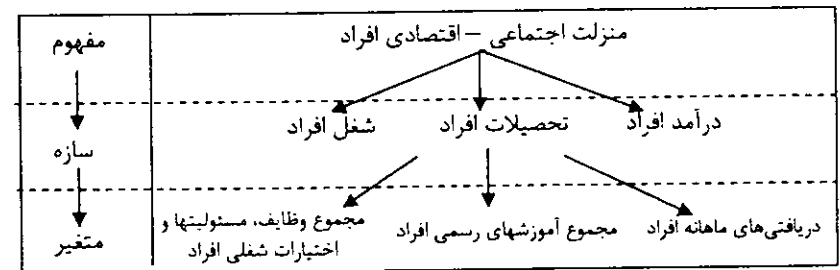 مفهوم
منزلت اجتماعی – اقتصادی افراد
سازه
درآمد افراد
تحصیلات افراد
شغل افراد
متغیر
دریافتی‌های ماهانه افراد
مجموع آموزشهای رسمی افراد
مجموع وظایف، مسئولیتها و
اختیارات شغلی افراد